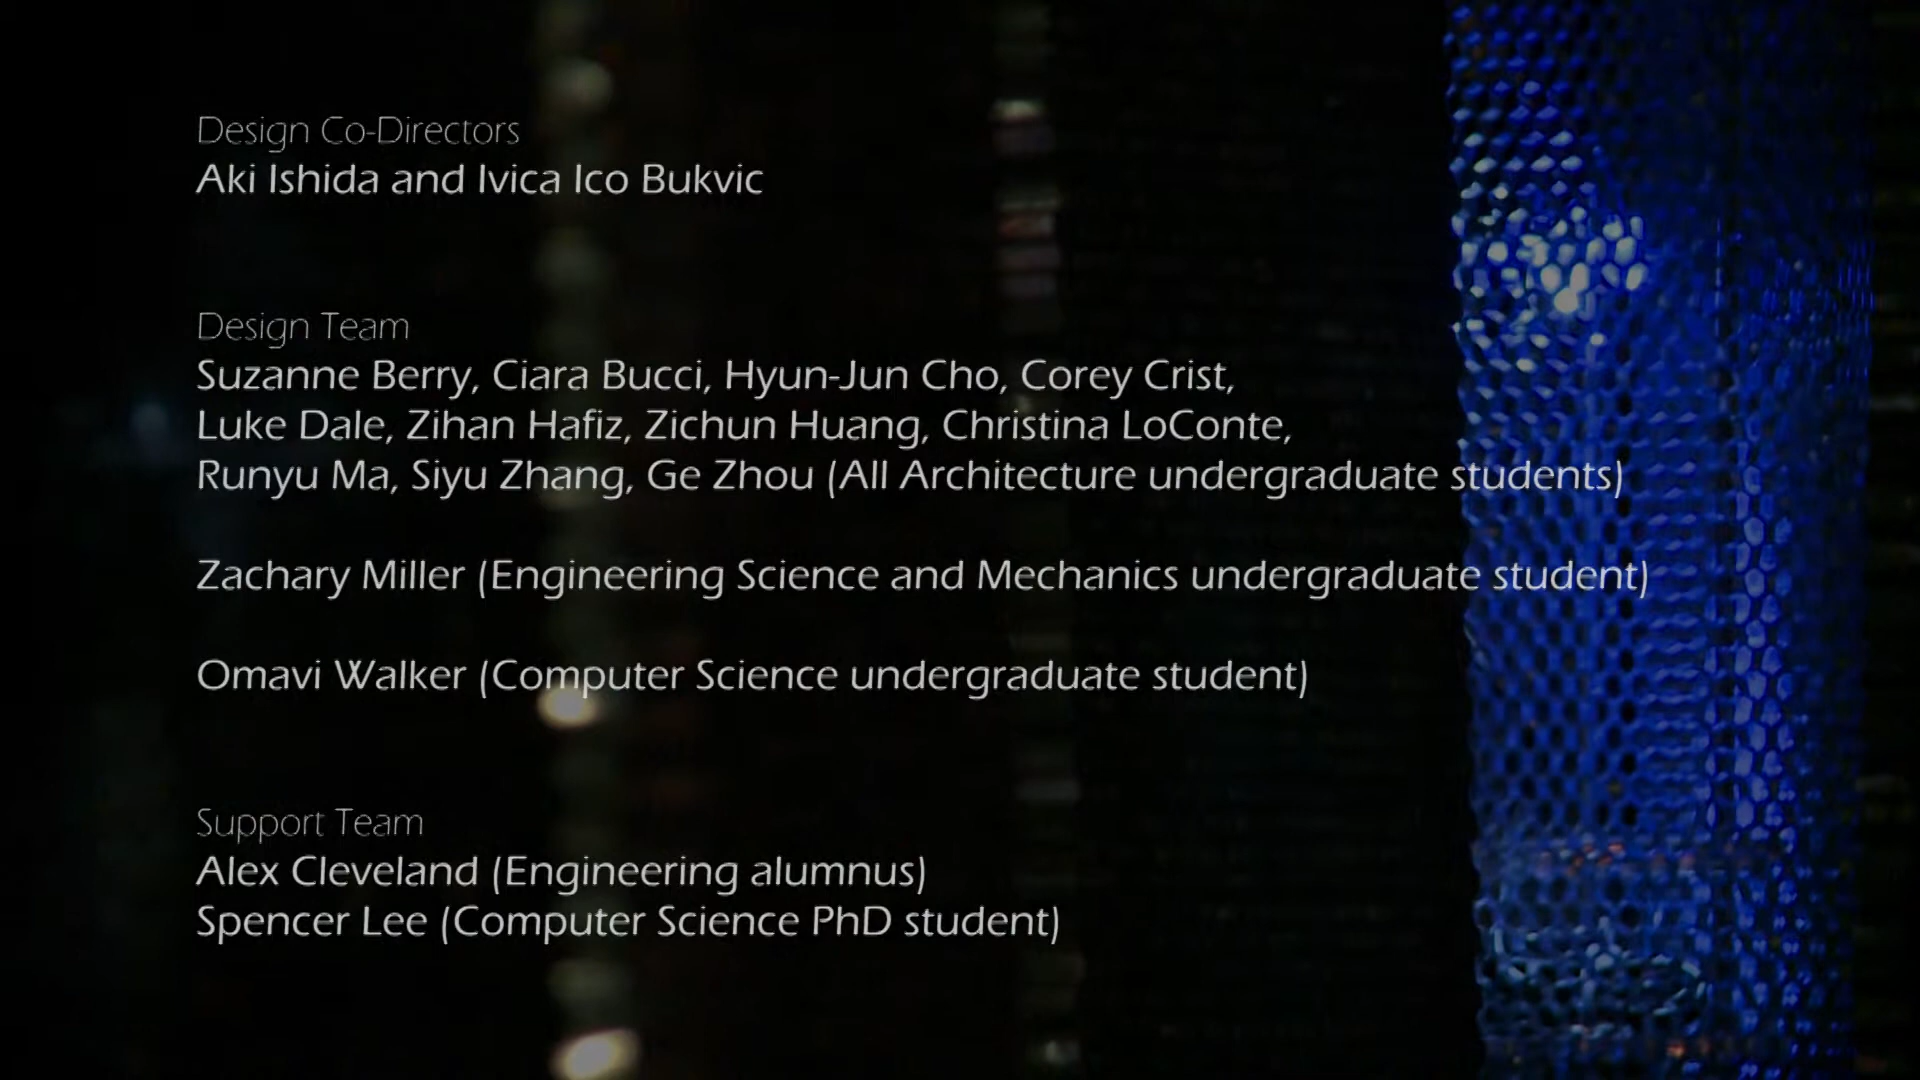 Design Co-Directors
Aki Ishida and Ivica Ico Bukvic
Design Team
Suzanne Berry, Ciara Bucci, Hyun-Jun Cho, Corey Crist,
Luke Dale, Zihan Hafiz, Zichun Huang, Christina LoConte,
Runyu Ma, Siyu Zhang, Ge Zhou (All Architecture undergraduate students)
Zachary Miller (Engineering Science and Mechanics undergraduate student)
Omavi Walker (Computer Science undergraduate student)
Support Team
Alex Cleveland (Engineering alumnus)
Spencer Lee (Computer Science PhD student)